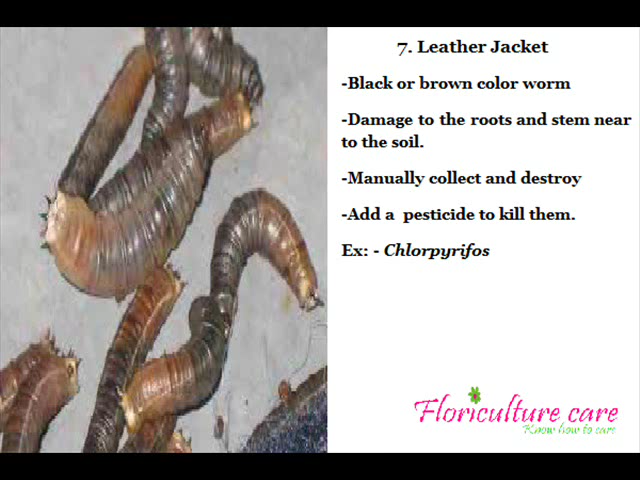 7. Leather Jacket
-Black or brown color worm
-Damage to the roots and stem near
to the soil.
-Manually collect and destroy
-Add a pesticide to kill them.
Ex: - Chlorpyrifos
Floriculture care
Know how to care